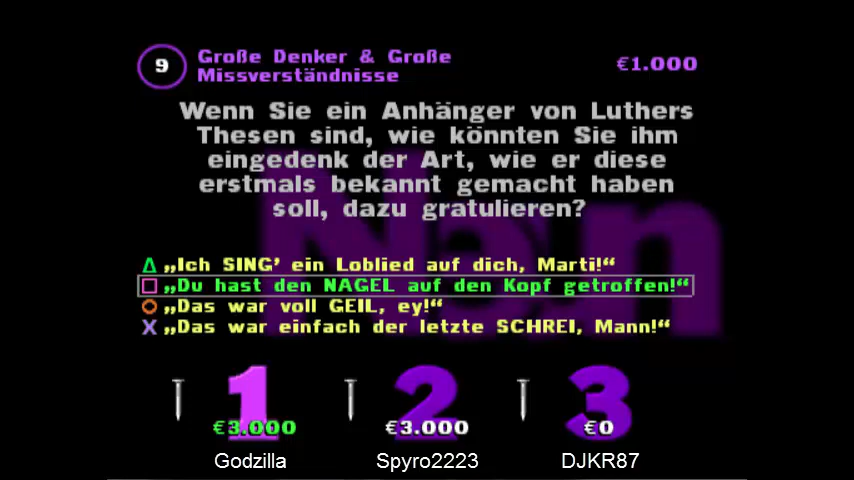 9
Große Denker & Große
Missverständnisse
€1.000
Wenn Sie ein Anhänger von Luthers
Thesen sind, wie könnten Sie ihm
eingedenk der Art, wie er diese
erstmals bekannt gemacht haben
soll, dazu gratulieren?
Δ „Ich SING’ ein Loblied auf dich, Marti!“
□ „Du hast den NAGEL auf den Kopf getroffen!“
O „Das war voll GEIL, ey!“
X „Das war einfach der letzte SCHREI, Mann!“
1 2 3
€3.000 €3.000 €0
Godzilla Spyro2223 DJKR87